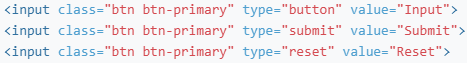 <input class="btn btn-primary" type="button" value="Input">
<input class="btn btn-primary" type="submit" value="Submit">
<input class="btn btn-primary" type="reset" value="Reset">